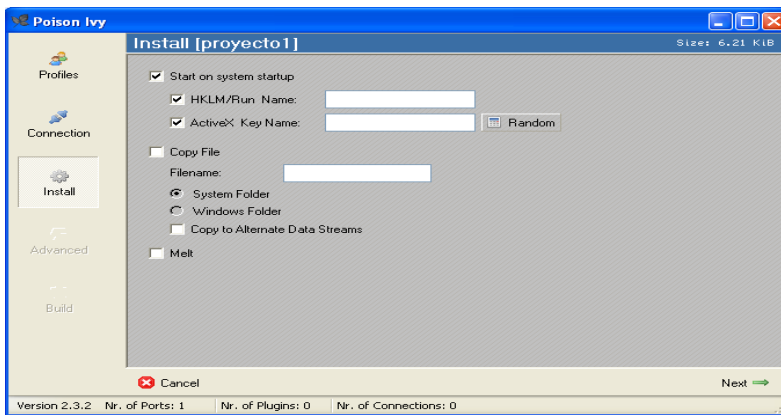 Poison Ivy
Install [proyecto1]
Size: 6.21 KiB
Profiles
Connection
Install
Advanced
Build
Start on system startup
HKLM/Run Name:
ActiveX Key Name:
Random
Copy File
Filename:
System Folder
Windows Folder
Copy to Alternate Data Streams
Melt
Cancel
Next
Version 2.3.2
Nr. of Ports: 1
Nr. of Plugins: 0
Nr. of Connections: 0